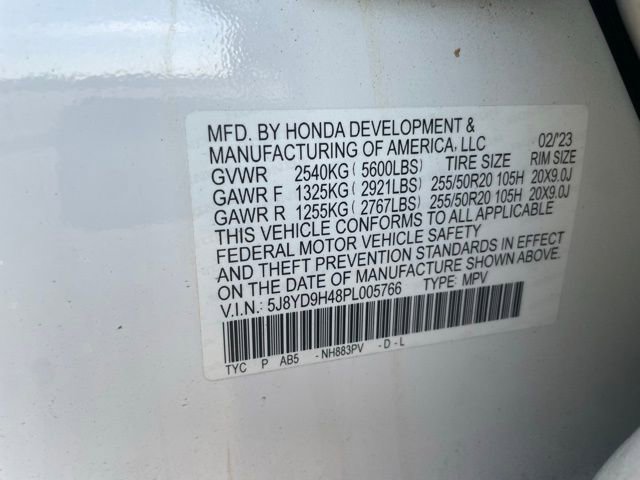 MFD. BY HONDA DEVELOPMENT &
MANUFACTURING OF AMERICA, LLC 02/'23
GVWR 2540KG ( 5600LBS) TIRE SIZE RIM SIZE
GAWR F 1325KG ( 2921LBS) 255/50R20 105H 20X9.0J
GAWR R 1255KG ( 2767LBS) 255/50R20 105H 20X9.0J
THIS VEHICLE CONFORMS TO ALL APPLICABLE
FEDERAL MOTOR VEHICLE SAFETY
AND THEFT PREVENTION STANDARDS IN EFFECT
ON THE DATE OF MANUFACTURE SHOWN ABOVE.
V.I.N.: 5J8YD9H48PL005766 TYPE: MPV
TYC P AB5 -NH883PV -D-L